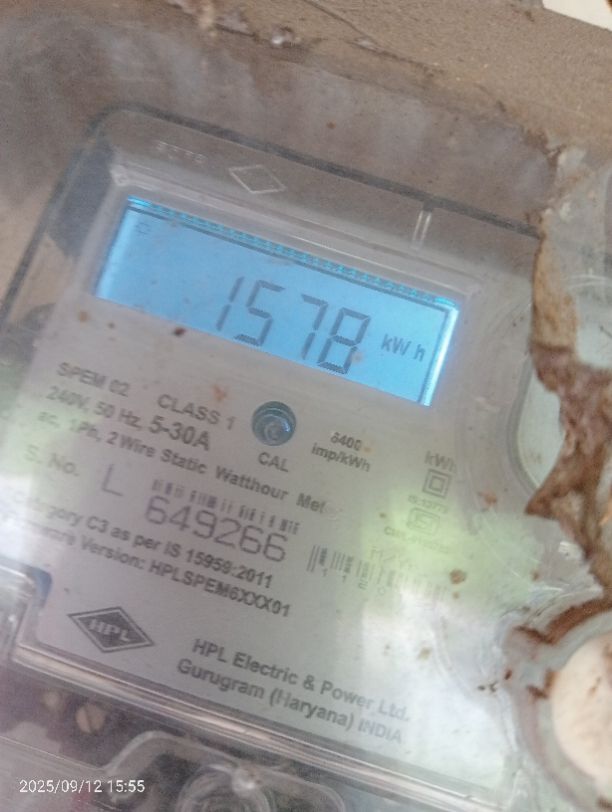 1578 kWh
SPEM 02 CLASS 1
240V, 50 Hz, 5-30A
ac, 1Ph, 2 Wire Static Watthour
CAL
imp/kWh
S. No. L 649266
Category C3 as per IS 15959:2011
Version: HPLSPEM6XXX01
HPL
HPL Electric & Power Ltd.
Gurugram (Haryana) INDIA
2025/09/12 15:55